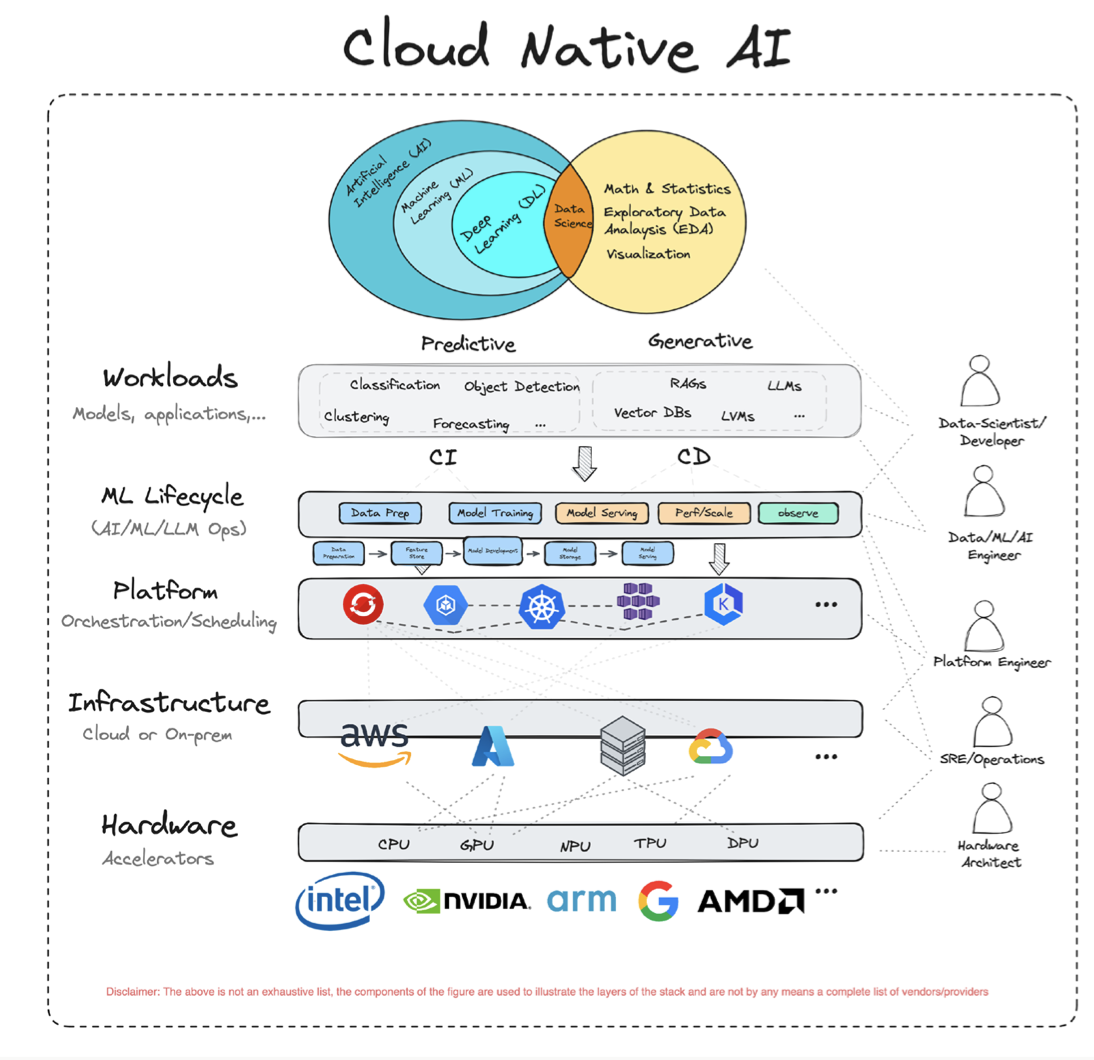 Cloud Native AI
Artificial
Intelligence (AI)
Machine
Learning (ML)
Deep
Learning (DL)
Data
Science
Math & Statistics
Exploratory Data
Analaysis (EDA)
Visualization
Predictive
Generative
Workloads
Models, applications,...
Classification
Object Detection
Clustering
Forecasting
...
RAGs
LLMs
Vector DBs
LVMs
...
Data-Scientist/
Developer
CI
CD
ML Lifecycle
(AI/ML/LLM Ops)
Data Prep
Model Training
Model Serving
Perf/Scale
observe
Data
Preparation
Feature
Store
Model Development
Model
Storage
Model
Serving
Data/ML/AI
Engineer
Platform
Orchestration/Scheduling
K
...
Platform Engineer
Infrastructure
Cloud or On-prem
aws
...
SRE/Operations
Hardware
Accelerators
CPU
GPU
NPU
TPU
DPU
Hardware
Architect
intel
NVIDIA.
arm
G
AMD
...
Disclaimer: The above is not an exhaustive list, the components of the figure are used to illustrate the layers of the stack and are not by any means a complete list of vendors/providers